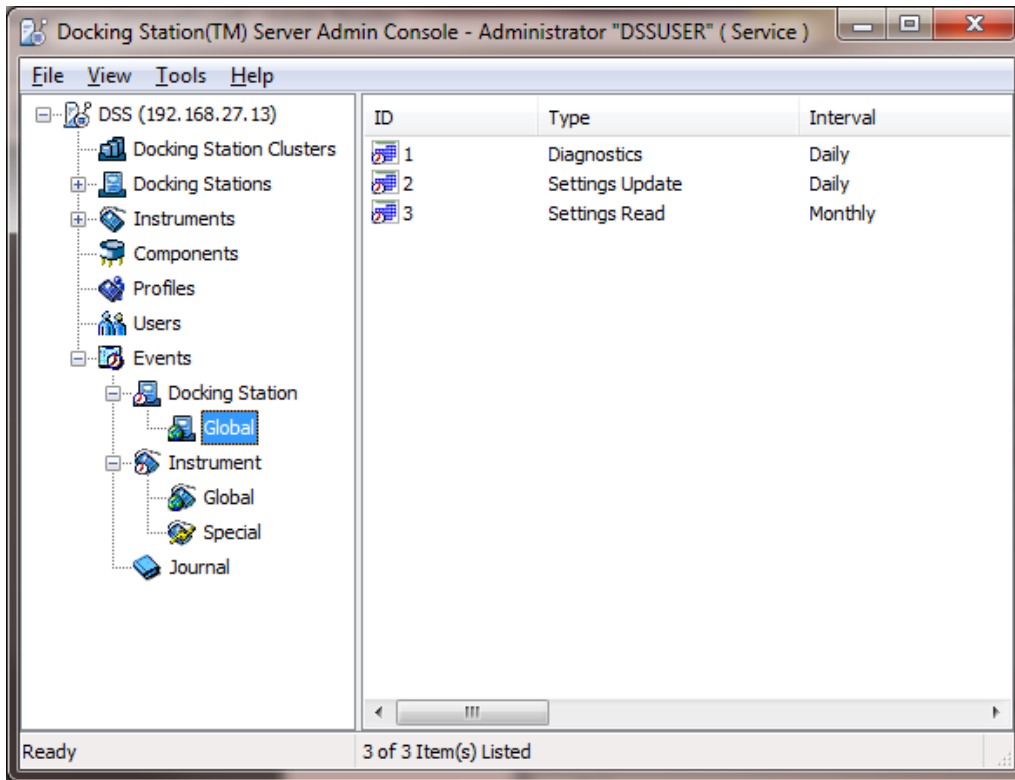 Docking Station(TM) Server Admin Console - Administrator "DSSUSER" ( Service )
File View Tools Help
DSS (192.168.27.13)
Docking Station Clusters
Docking Stations
Instruments
Components
Profiles
Users
Events
Docking Station
Global
Instrument
Global
Special
Journal
ID Type Interval
1 Diagnostics Daily
2 Settings Update Daily
3 Settings Read Monthly
Ready 3 of 3 Item(s) Listed